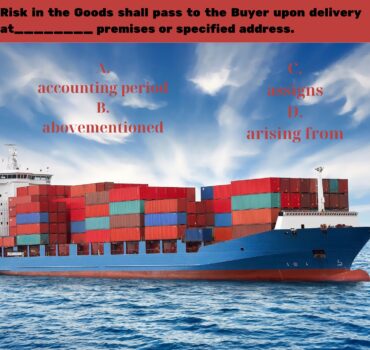 Risk in the Goods shall pass to the Buyer upon delivery
at________ premises or specified address.
A.
accounting period
B.
abovementioned
C.
assigns
D.
arising from